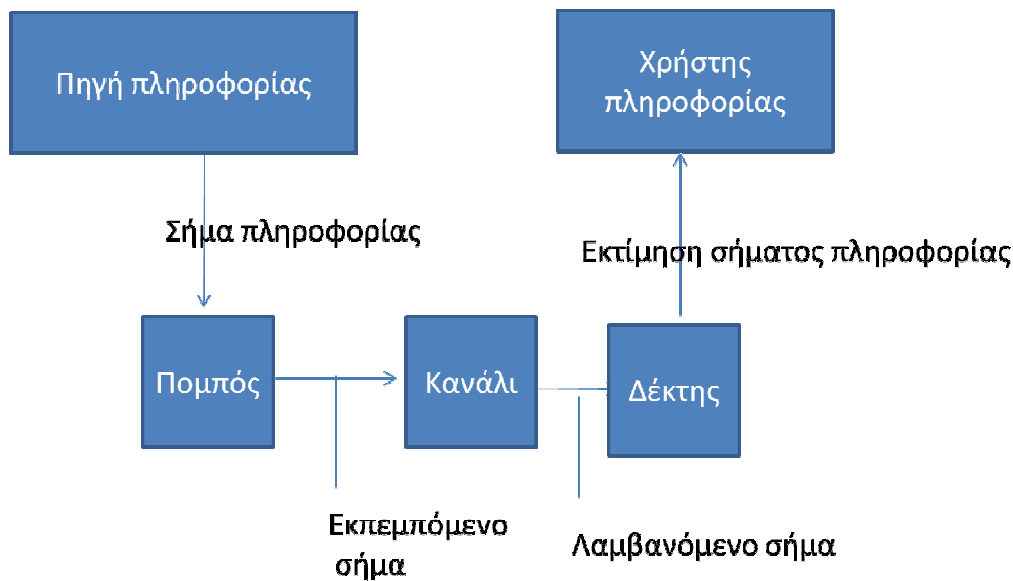 Πηγή πληροφορίας
Χρήστης
πληροφορίας
Σήμα πληροφορίας
Εκτίμηση σήματος πληροφορίας
Πομπός
Κανάλι
Δέκτης
Εκπεμπόμενο
σήμα
Λαμβανόμενο σήμα